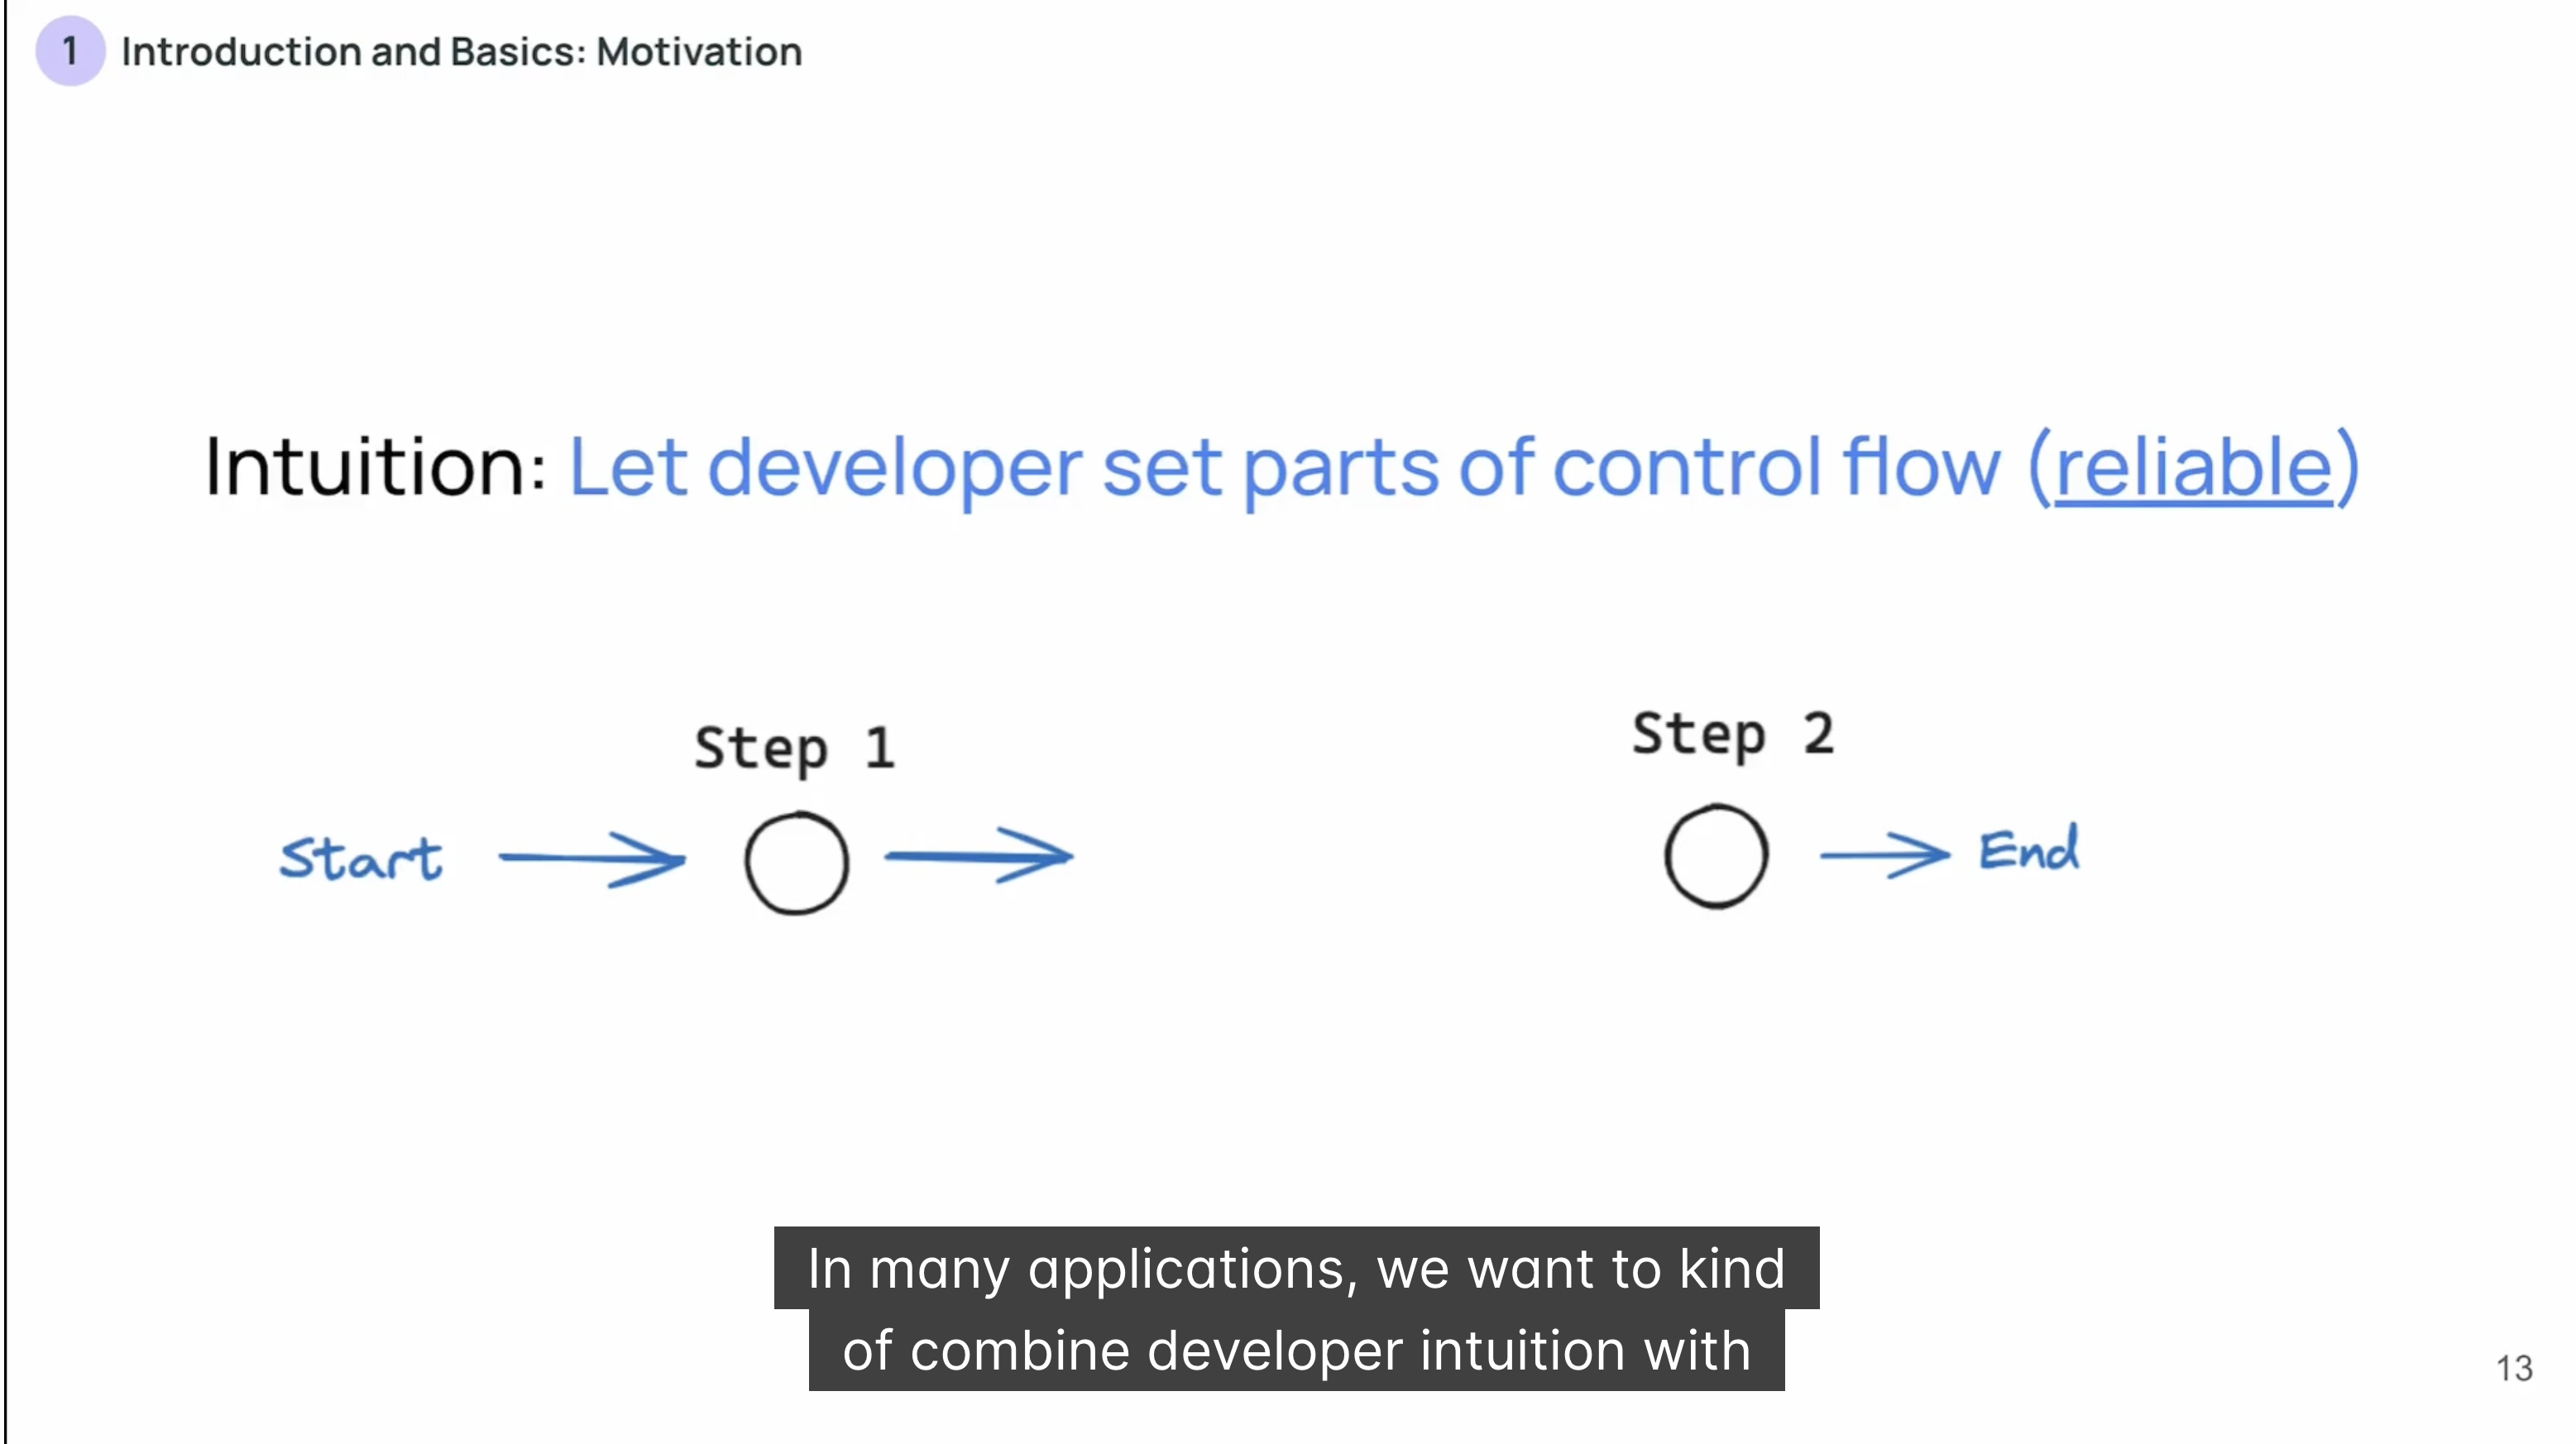 1 Introduction and Basics: Motivation
Intuition: Let developer set parts of control flow (reliable)
Step 1
Step 2
Start
End
In many applications, we want to kind
of combine developer intuition with
13